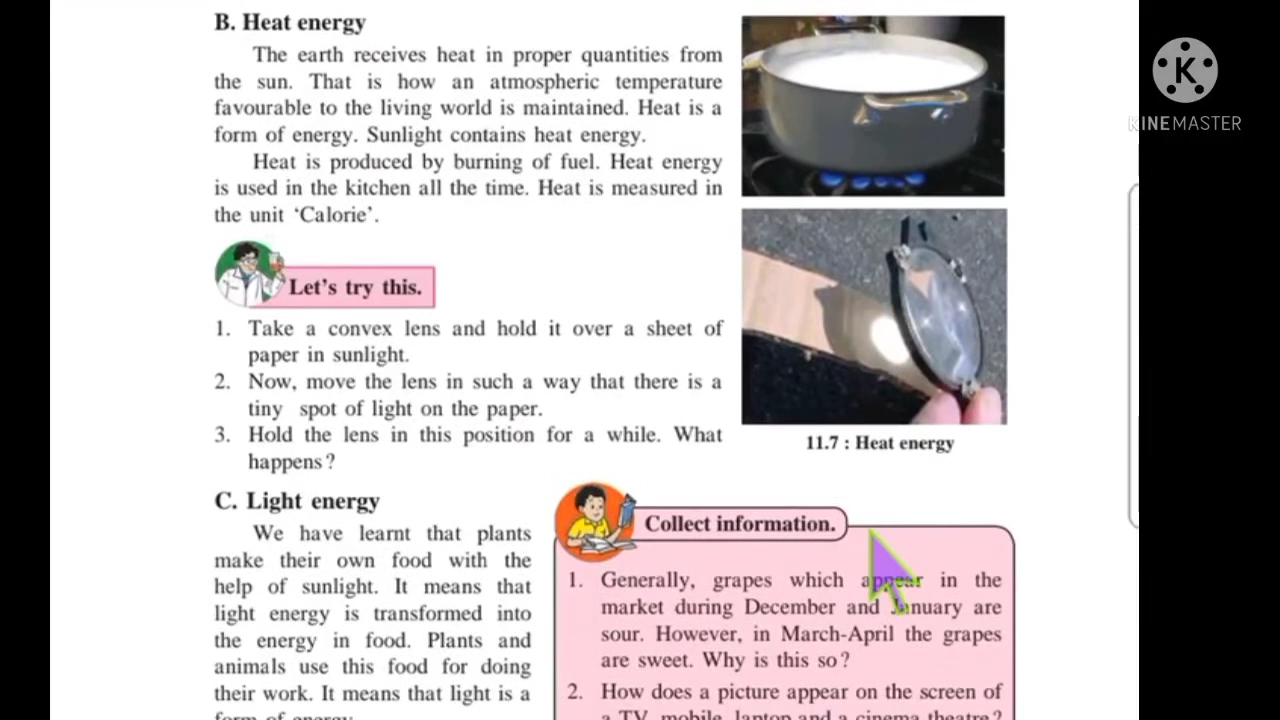 B. Heat energy
The earth receives heat in proper quantities from
the sun. That is how an atmospheric temperature
favourable to the living world is maintained. Heat is a
form of energy. Sunlight contains heat energy.
Heat is produced by burning of fuel. Heat energy
is used in the kitchen all the time. Heat is measured in
the unit ‘Calorie’.
Let's try this.
1. Take a convex lens and hold it over a sheet of
paper in sunlight.
2. Now, move the lens in such a way that there is a
tiny spot of light on the paper.
3. Hold the lens in this position for a while. What
happens?
11.7 : Heat energy
C. Light energy
We have learnt that plants
make their own food with the
help of sunlight. It means that
light energy is transformed into
the energy in food. Plants and
animals use this food for doing
their work. It means that light is a
form of energy.
Collect information.
1. Generally, grapes which appear in the
market during December and January are
sour. However, in March-April the grapes
are sweet. Why is this so?
2. How does a picture appear on the screen of
a TV, mobile, laptop and a cinema theatre?
K
KINEMASTER